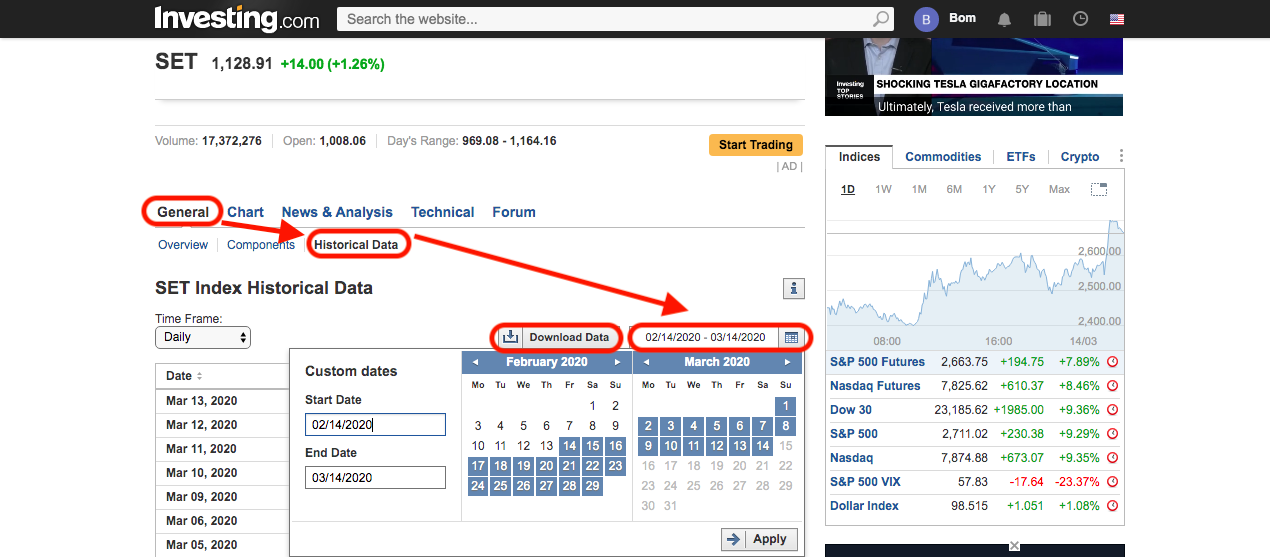 Investing.com
Search the website...
B
Bom
SET 1,128.91 +14.00 (+1.26%)
Volume: 17,372,276 Open: 1,008.06 Day's Range: 969.08 - 1,164.16
Start Trading
| AD |
General Chart News & Analysis Technical Forum
Overview Components Historical Data
SET Index Historical Data
Time Frame:
Daily
Download Data
02/14/2020 - 03/14/2020
Date
Mar 13, 2020
Mar 12, 2020
Mar 11, 2020
Mar 10, 2020
Mar 09, 2020
Mar 06, 2020
Mar 05, 2020
Custom dates
Start Date
02/14/2020
End Date
03/14/2020
February 2020
Mo Tu We Th Fr Sa Su
1 2
3 4 5 6 7 8 9
10 11 12 13 14 15 16
17 18 19 20 21 22 23
24 25 26 27 28 29
March 2020
Mo Tu We Th Fr Sa Su
1
2 3 4 5 6 7 8
9 10 11 12 13 14 15
16 17 18 19 20 21 22
23 24 25 26 27 28 29
30 31
Apply
Investing
TOP
STORIES
SHOCKING TESLA GIGAFACTORY LOCATION
Ultimately, Tesla received more than
Indices Commodities ETFs Crypto
1D 1W 1M 6M 1Y 5Y Max
2,600.00
2,500.00
2,400.00
08:00 16:00 14/03
S&P 500 Futures 2,663.75 +194.75 +7.89%
Nasdaq Futures 7,825.62 +610.37 +8.46%
Dow 30 23,185.62 +1985.00 +9.36%
S&P 500 2,711.02 +230.38 +9.29%
Nasdaq 7,874.88 +673.07 +9.35%
S&P 500 VIX 57.83 -17.64 -23.37%
Dollar Index 98.515 +1.051 +1.08%